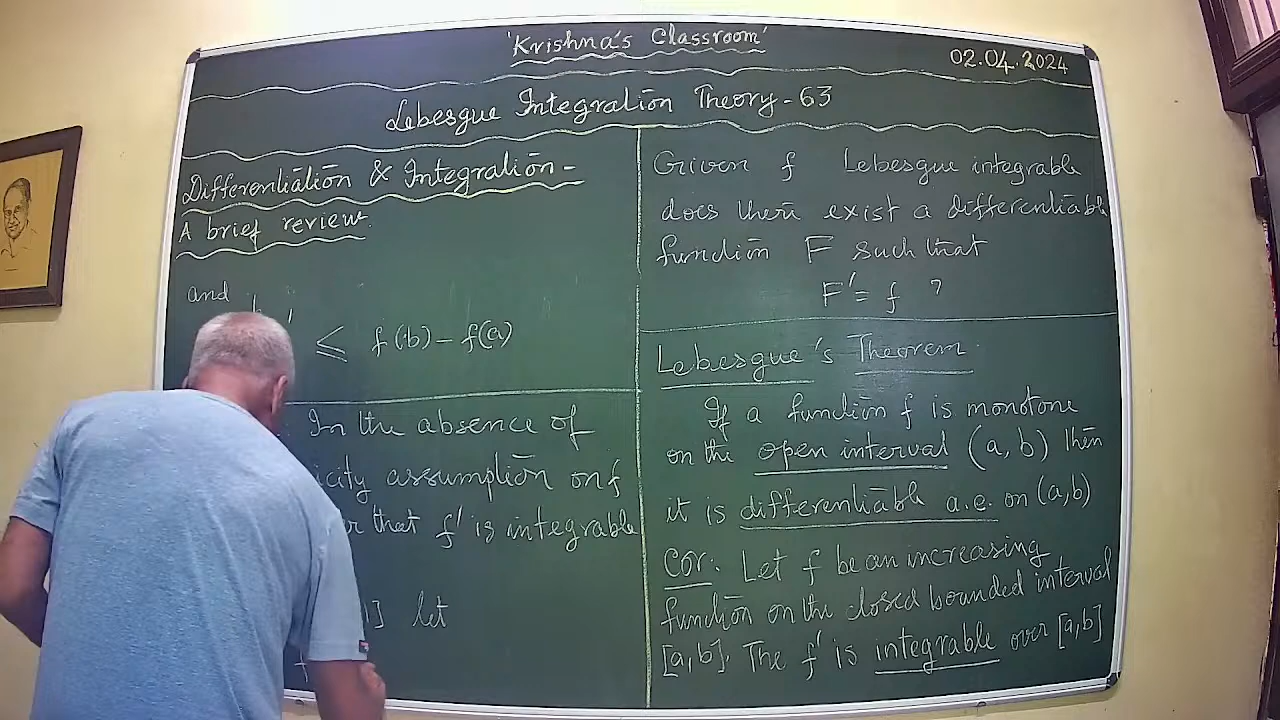 'Krishna's Classroom'
02.04.2024
Lebesgue Integration Theory - 63
Differentiation & Integration -
A brief review
and
≤ f(b) - f(a)
In the absence of
icity assumption on f
that f' is integrable
1] let
Given f Lebesgue integrable
does there exist a differentiable
function F such that
F' = f ?
Lebesgue's Theorem
If a function f is monotone
on the open interval (a, b) then
it is differentiable a.e. on (a,b)
Cor: Let f be an increasing
function on the closed bounded interval
[a,b]. The f' is integrable over [a,b]